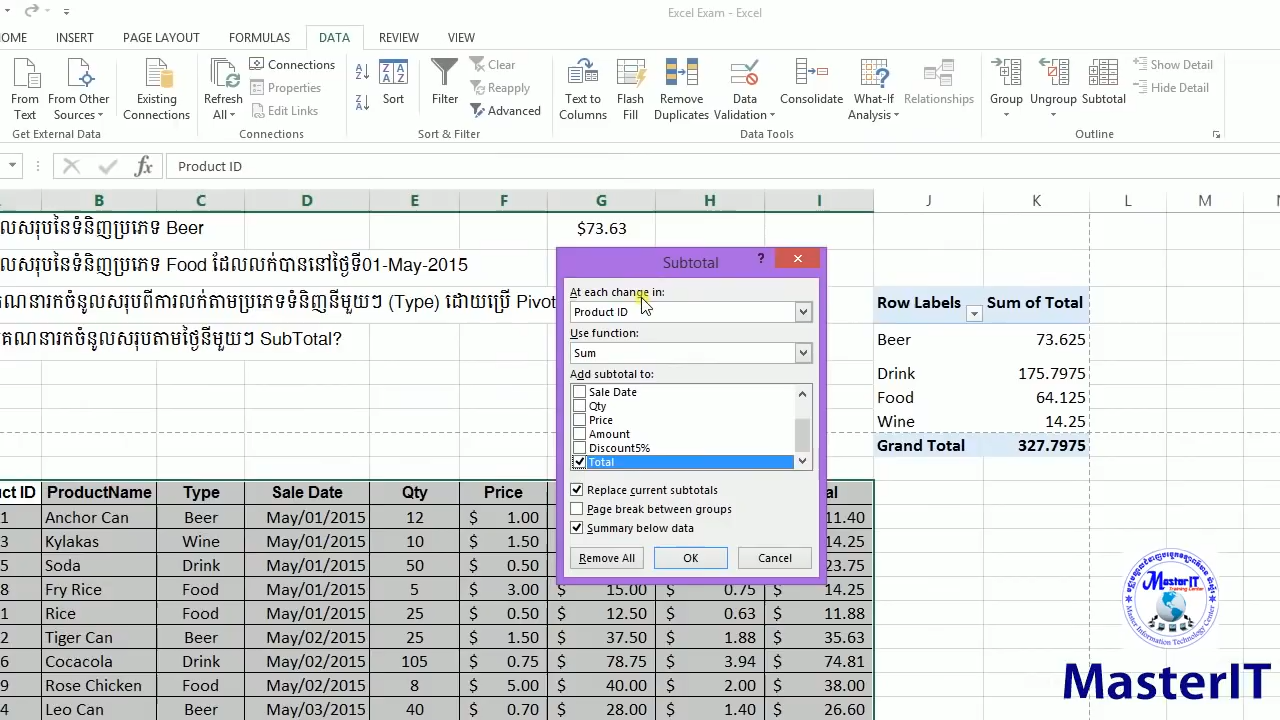 Excel Exam - Excel
OME INSERT PAGE LAYOUT FORMULAS DATA REVIEW VIEW
From Text
From Other Sources
Existing Connections
Get External Data
Refresh All
Connections
Properties
Edit Links
Connections
Sort
Filter
Clear
Reapply
Advanced
Sort & Filter
Text to Columns
Flash Fill
Remove Duplicates
Data Validation
Consolidate
What-If Analysis
Relationships
Data Tools
Group
Ungroup
Subtotal
Show Detail
Hide Detail
Outline
fx Product ID
B C D E F G H I J K L M
លសរុបនៃទំនិញប្រភេទ Beer $73.63
លសរុបនៃទំនិញប្រភេទ Food ដែលលក់បាននៅថ្ងៃទី01-May-2015
គណនារកចំនូលសរុបពីការលក់តាមប្រភេទទំនិញនីមួយៗ (Type) ដោយប្រើ Pivot
គណនារកចំនូលសរុបតាមថ្ងៃនីមួយៗ SubTotal?
Subtotal ?
At each change in:
Product ID
Use function:
Sum
Add subtotal to:
Sale Date
Qty
Price
Amount
Discount5%
Total
Replace current subtotals
Page break between groups
Summary below data
Remove All OK Cancel
Row Labels Sum of Total
Beer 73.625
Drink 175.7975
Food 64.125
Wine 14.25
Grand Total 327.7975
uct ID ProductName Type Sale Date Qty Price al
1 Anchor Can Beer May/01/2015 12 $ 1.00 11.40
3 Kylakas Wine May/01/2015 10 $ 1.50 14.25
5 Soda Drink May/01/2015 50 $ 0.50 23.75
8 Fry Rice Food May/01/2015 5 $ 3.00 $ 15.00 $ 0.75 $ 14.25
1 Rice Food May/01/2015 25 $ 0.50 $ 12.50 $ 0.63 $ 11.88
2 Tiger Can Beer May/02/2015 25 $ 1.50 $ 37.50 $ 1.88 $ 35.63
6 Cocacola Drink May/02/2015 105 $ 0.75 $ 78.75 $ 3.94 $ 74.81
9 Rose Chicken Food May/02/2015 8 $ 5.00 $ 40.00 $ 2.00 $ 38.00
4 Leo Can Beer May/03/2015 40 $ 0.70 $ 28.00 $ 1.40 $ 26.60
MasterIT
Training Center
Master Information Technology Center
MasterIT